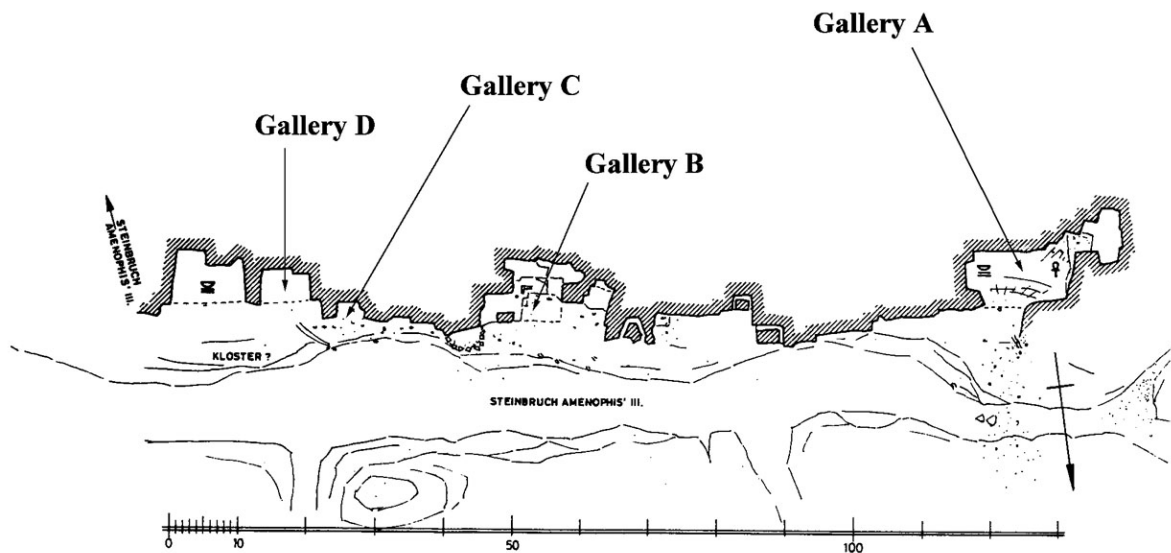 Gallery A
Gallery C
Gallery D
Gallery B
STEINBRUCH
AMENOPHIS' III.
KLOSTER ?
STEINBRUCH AMENOPHIS' III.
0 10 50 100